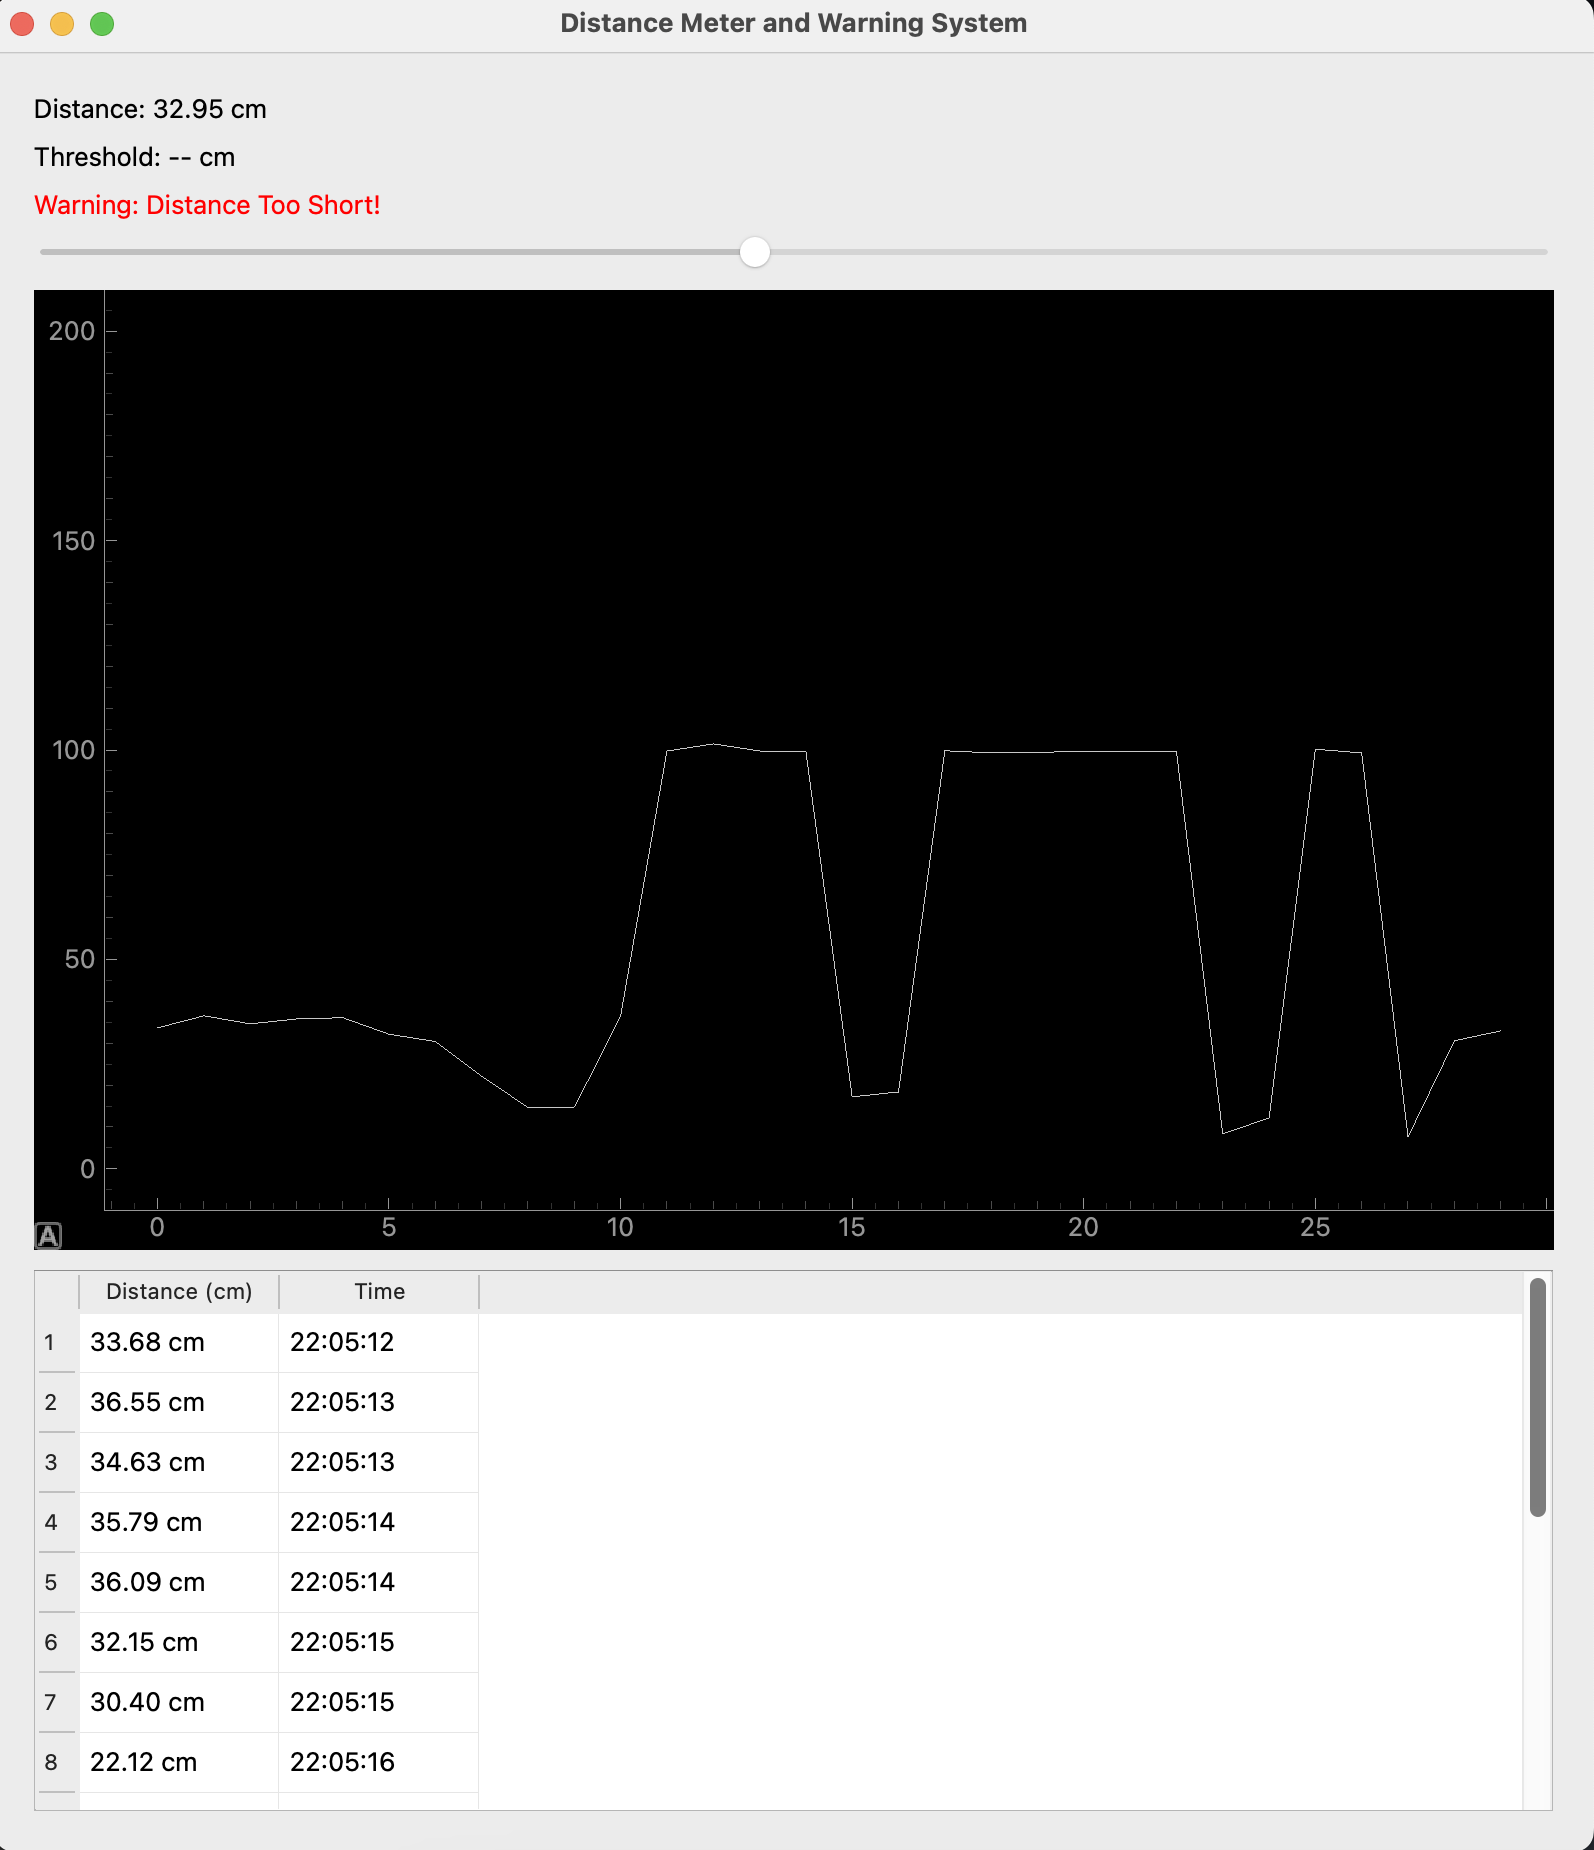 Distance Meter and Warning System
Distance: 32.95 cm
Threshold: -- cm
Warning: Distance Too Short!
200
150
100
50
0
0 5 10 15 20 25
A
Distance (cm) Time
1 33.68 cm 22:05:12
2 36.55 cm 22:05:13
3 34.63 cm 22:05:13
4 35.79 cm 22:05:14
5 36.09 cm 22:05:14
6 32.15 cm 22:05:15
7 30.40 cm 22:05:15
8 22.12 cm 22:05:16